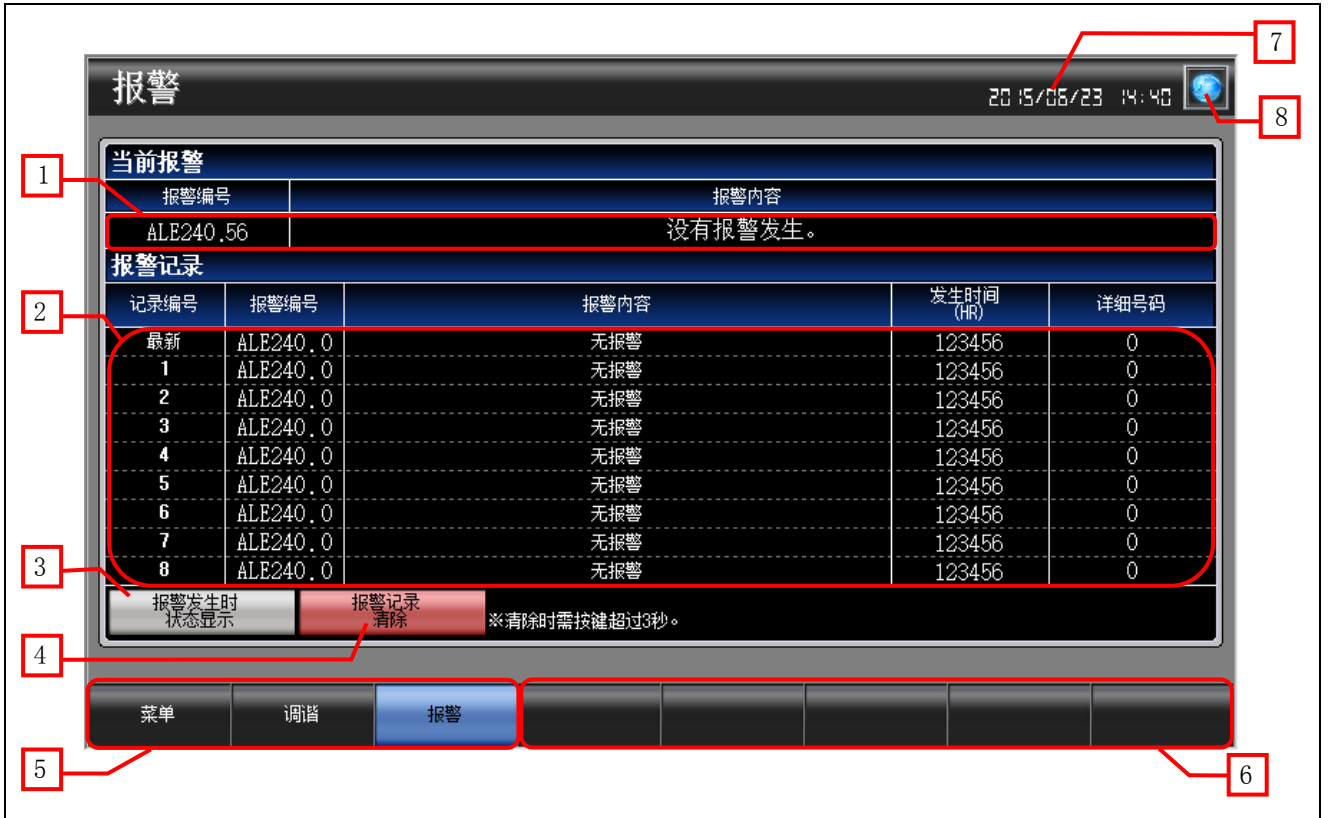 7
报警
2015/06/23 14:40
8
当前报警
1
报警编号 报警内容
ALE240.56 没有报警发生。
报警记录
2
记录编号 报警编号 报警内容 发生时间 详细号码
(HR)
最新 ALE240.0 无报警 123456 0
1 ALE240.0 无报警 123456 0
2 ALE240.0 无报警 123456 0
3 ALE240.0 无报警 123456 0
4 ALE240.0 无报警 123456 0
5 ALE240.0 无报警 123456 0
6 ALE240.0 无报警 123456 0
7 ALE240.0 无报警 123456 0
8 ALE240.0 无报警 123456 0
3
报警发生时
状态显示
报警记录
清除
※清除时需按键超过3秒。
4
菜单 调谐 报警
5
6